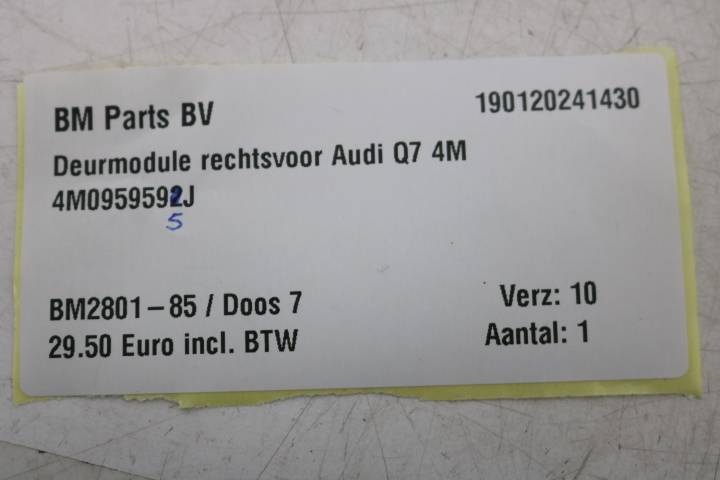 BM Parts BV
190120241430
Deurmodule rechtsvoor Audi Q7 4M
4M0959592J
5
BM2801-85 / Doos 7
Verz: 10
29.50 Euro incl. BTW
Aantal: 1